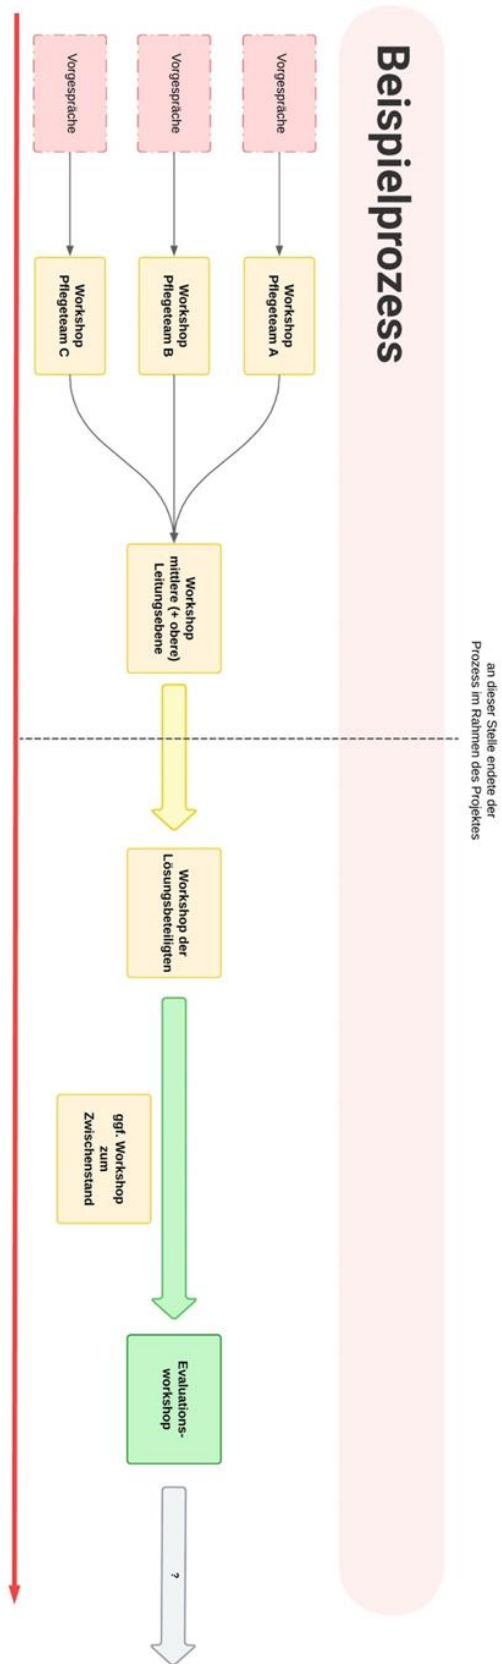 an dieser Stelle endete der
Prozess im Rahmen des Projektes
Beispielprozess
Vorgespräche
Workshop
Pflegeteam A
Vorgespräche
Workshop
Pflegeteam B
Vorgespräche
Workshop
Pflegeteam C
Workshop
mittlere (+ obere)
Leitungsebene
Workshop der
Lösungsbeteiligten
ggf. Workshop
zum
Zwischenstand
Evaluations-
workshop
?